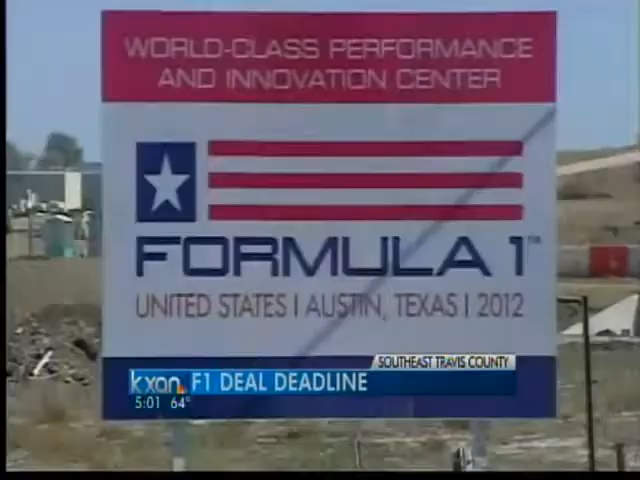 WORLD-CLASS PERFORMANCE
AND INNOVATION CENTER
FORMULA 1™
UNITED STATES | AUSTIN, TEXAS | 2012
SOUTHEAST TRAVIS COUNTY
kxan F1 DEAL DEADLINE
5:01 64°